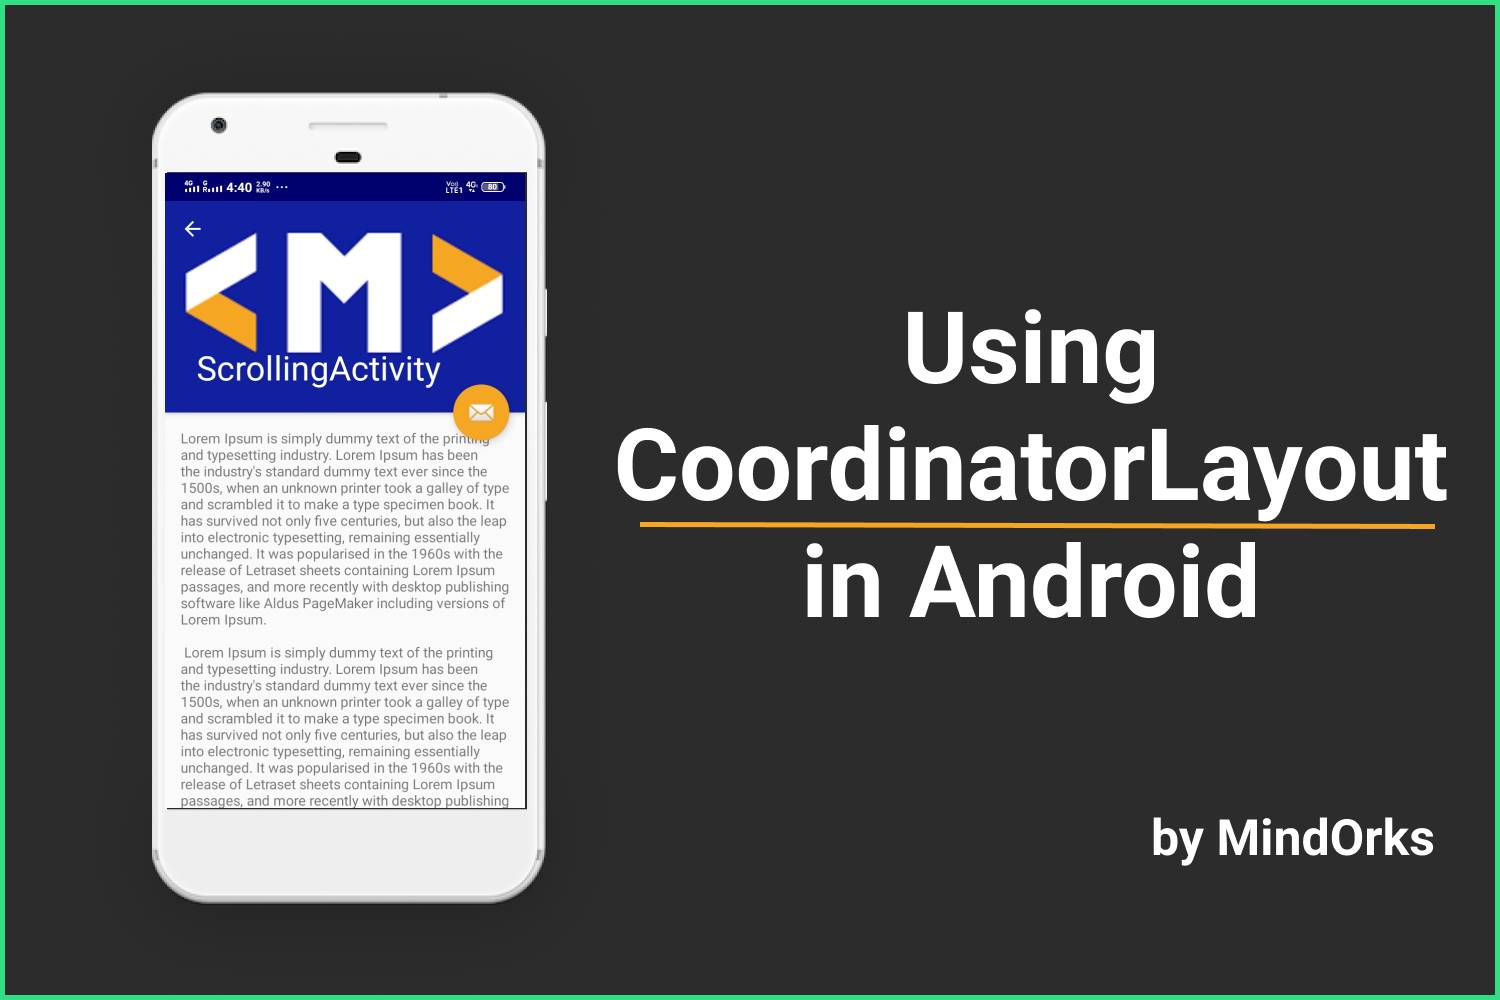 4G G R 4:40 2.90 KB/s ... Vo) LTE1 4G 80
<M>
ScrollingActivity
Lorem Ipsum is simply dummy text of the printing
and typesetting industry. Lorem Ipsum has been
the industry's standard dummy text ever since the
1500s, when an unknown printer took a galley of type
and scrambled it to make a type specimen book. It
has survived not only five centuries, but also the leap
into electronic typesetting, remaining essentially
unchanged. It was popularised in the 1960s with the
release of Letraset sheets containing Lorem Ipsum
passages, and more recently with desktop publishing
software like Aldus PageMaker including versions of
Lorem Ipsum.
Lorem Ipsum is simply dummy text of the printing
and typesetting industry. Lorem Ipsum has been
the industry's standard dummy text ever since the
1500s, when an unknown printer took a galley of type
and scrambled it to make a type specimen book. It
has survived not only five centuries, but also the leap
into electronic typesetting, remaining essentially
unchanged. It was popularised in the 1960s with the
release of Letraset sheets containing Lorem Ipsum
passages, and more recently with desktop publishing
Using
CoordinatorLayout
in Android
by MindOrks